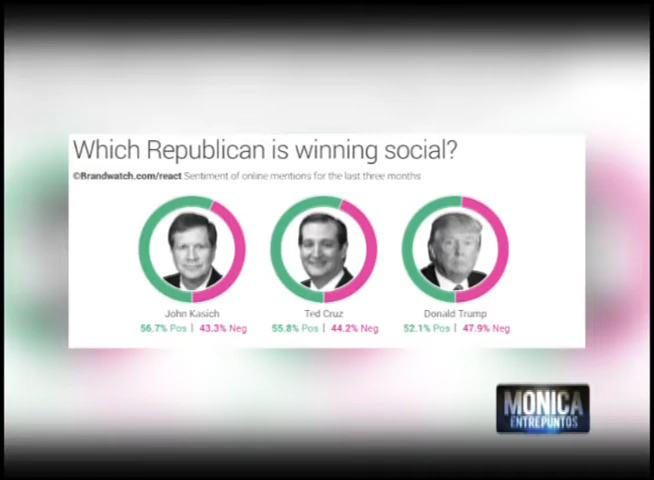 Which Republican is winning social?
©Brandwatch.com/react Sentiment of online mentions for the last three months
John Kasich
56.7% Pos | 43.3% Neg
Ted Cruz
55.8% Pos | 44.2% Neg
Donald Trump
52.1% Pos | 47.9% Neg
MONICA
ENTREPUNTOS